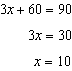 3x + 60 = 90
3x = 30
x = 10